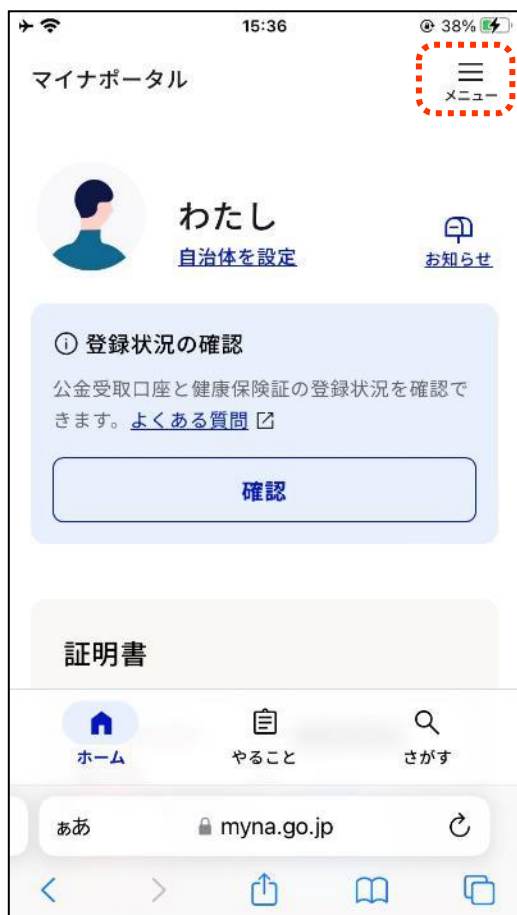 15:36
38%
マイナポータル
メニュー
わたし
自治体を設定
お知らせ
登録状況の確認
公金受取口座と健康保険証の登録状況を確認で
きます。よくある質問
確認
証明書
ホーム
やること
さがす
ぁあ
myna.go.jp